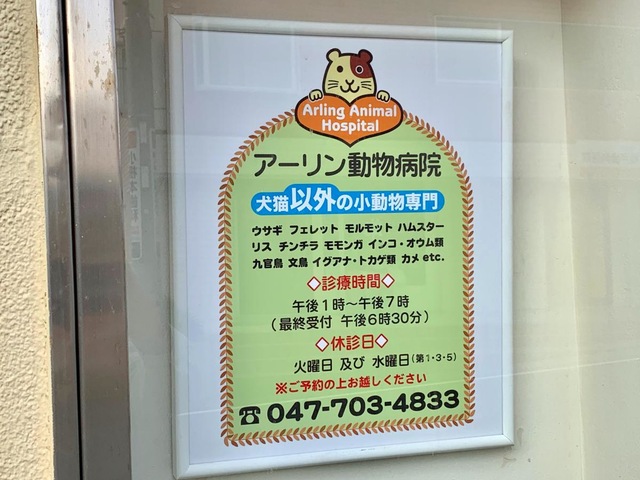 Arling Animal
Hospital
アーリン動物病院
犬猫以外の小動物専門
ウサギ フェレット モルモット ハムスター
リス チンチラ モモンガ インコ・オウム類
九官鳥 文鳥 イグアナ・トカゲ類 カメ etc.
◇診療時間◇
午後1時〜午後7時
(最終受付 午後6時30分)
◇休診日◇
火曜日 及び 水曜日(第1・3・5)
※ご予約の上お越しください
☎047-703-4833